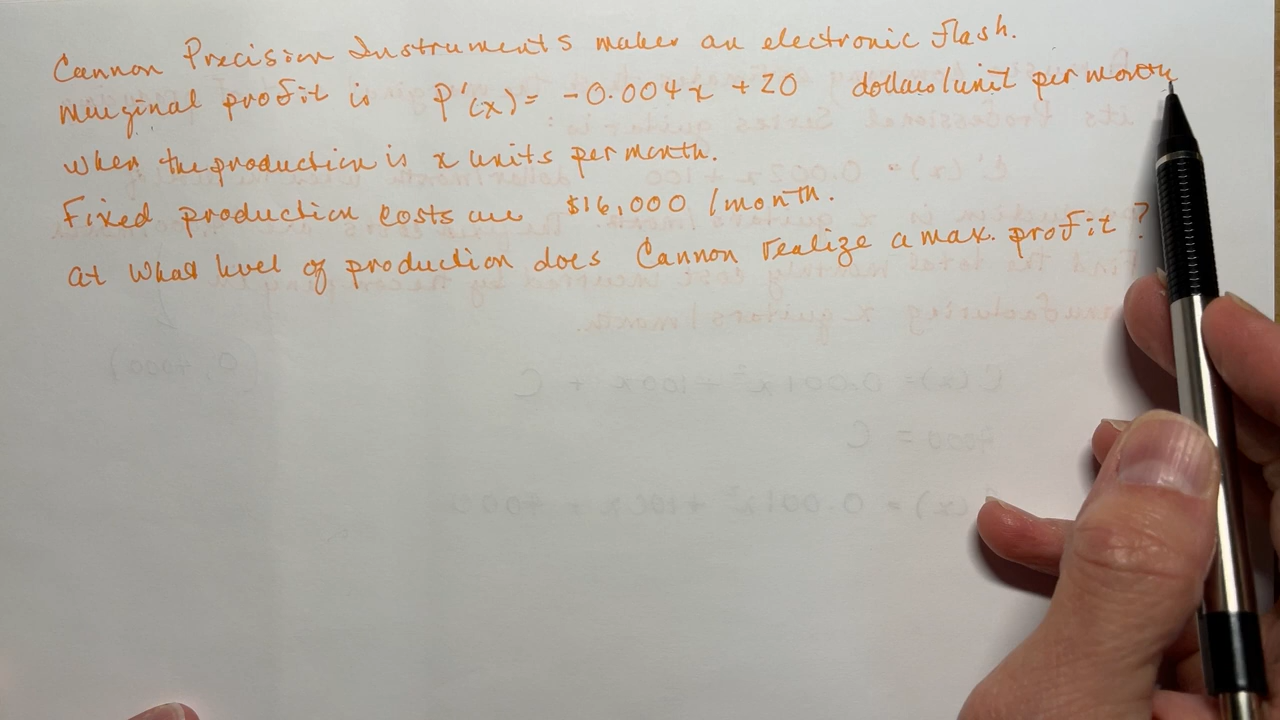 Cannon Precision Instruments makes an electronic flash.
marginal profit is P'(x) = -0.004x + 20 dollars/unit per month
when the production is x units per month.
Fixed production costs are $16,000 /month.
at what level of production does Cannon realize a max. profit?